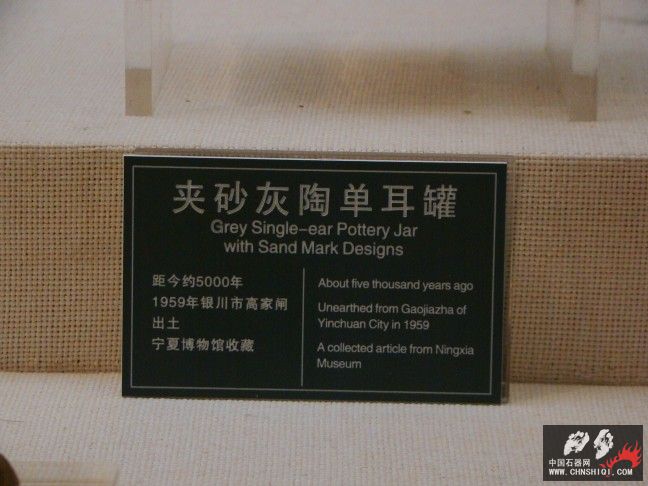 夹砂灰陶单耳罐
Grey Single-ear Pottery Jar
with Sand Mark Designs
距今约5000年
1959年银川市高家闸
出土
宁夏博物馆收藏
About five thousand years ago
Unearthed from Gaojiazha of
Yinchuan City in 1959
A collected article from Ningxia
Museum
中国石器网
WWW.CHNSHIQI.COM